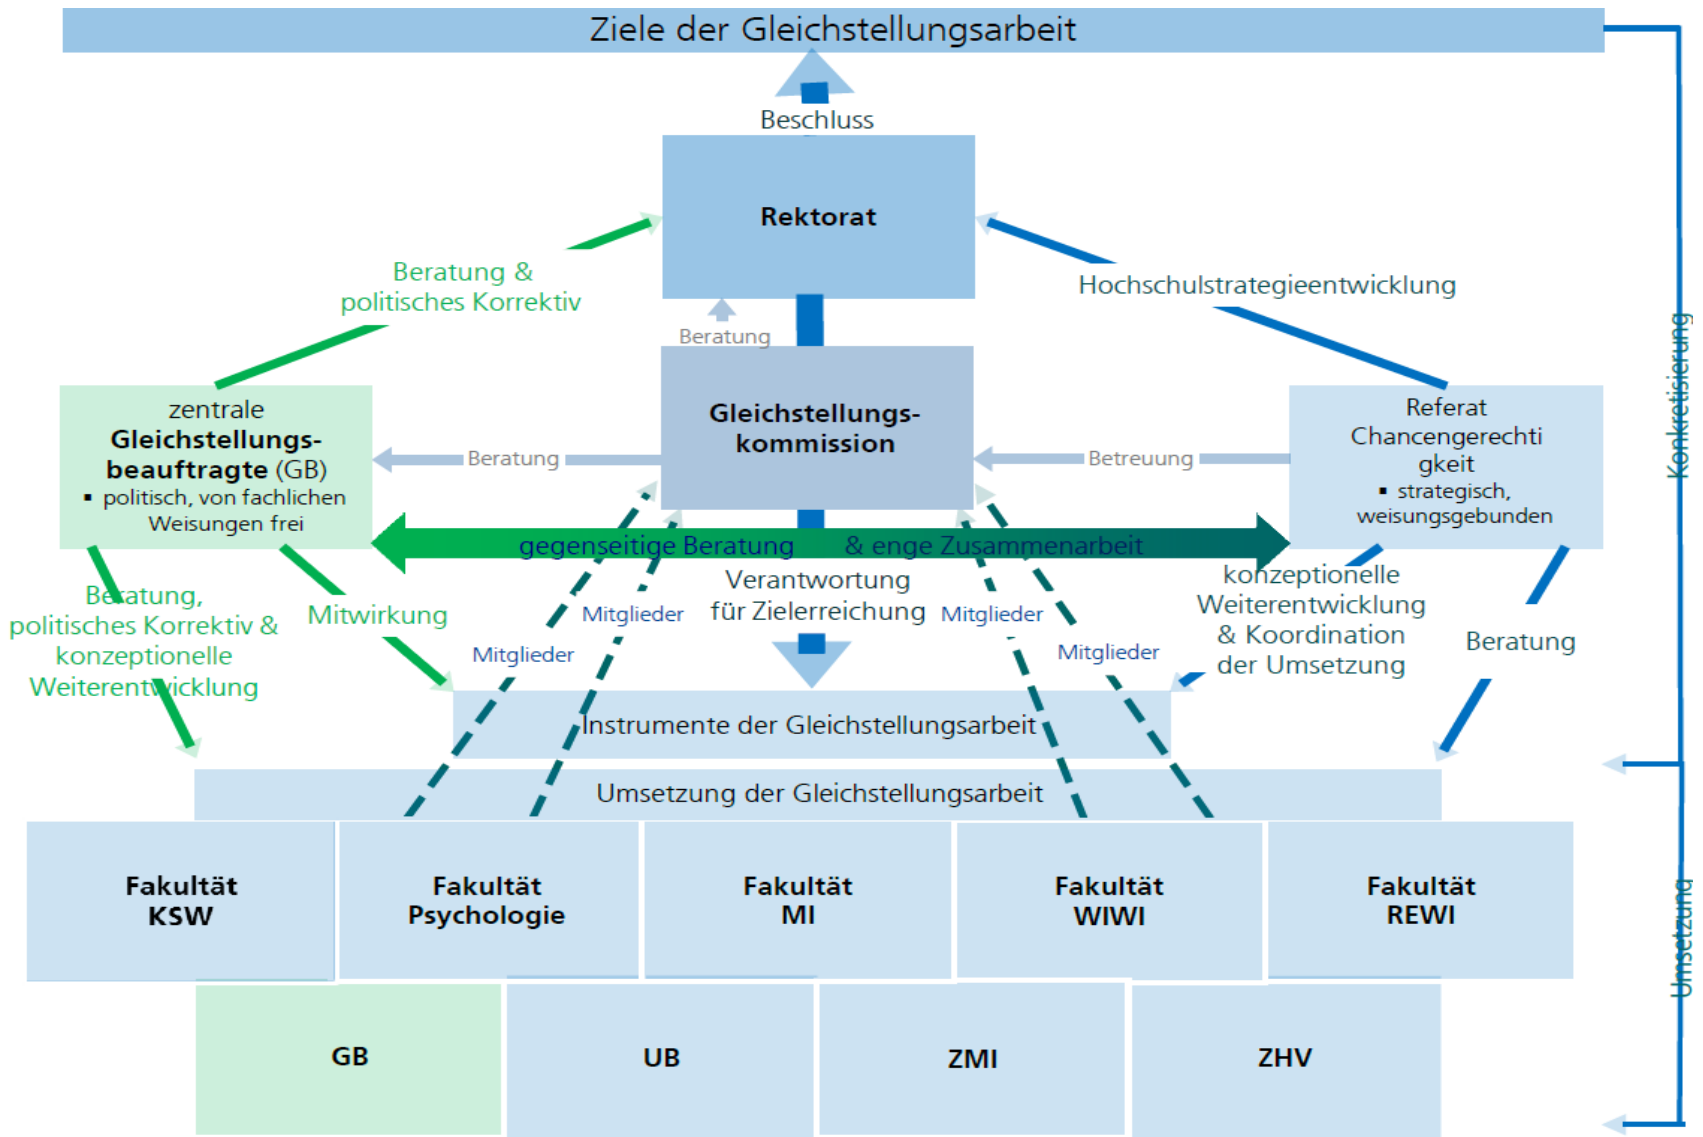 Ziele der Gleichstellungsarbeit
Beschluss
Rektorat
Beratung &
politisches Korrektiv
Hochschulstrategieentwicklung
Beratung
zentrale
Gleichstellungs-
beauftragte (GB)
▪ politisch, von fachlichen
Weisungen frei
Beratung
Gleichstellungs-
kommission
Betreuung
Referat
Chancengerechti
gkeit
▪ strategisch,
weisungsgebunden
Konkretisierung
gegenseitige Beratung & enge Zusammenarbeit
Beratung,
politisches Korrektiv &
konzeptionelle
Weiterentwicklung
Mitwirkung
Mitglieder
Mitglieder
Verantwortung
für Zielerreichung
Mitglieder
Mitglieder
konzeptionelle
Weiterentwicklung
& Koordination
der Umsetzung
Beratung
Instrumente der Gleichstellungsarbeit
Umsetzung der Gleichstellungsarbeit
Fakultät
KSW
Fakultät
Psychologie
Fakultät
MI
Fakultät
WIWI
Fakultät
REWI
Umsetzung
GB
UB
ZMI
ZHV